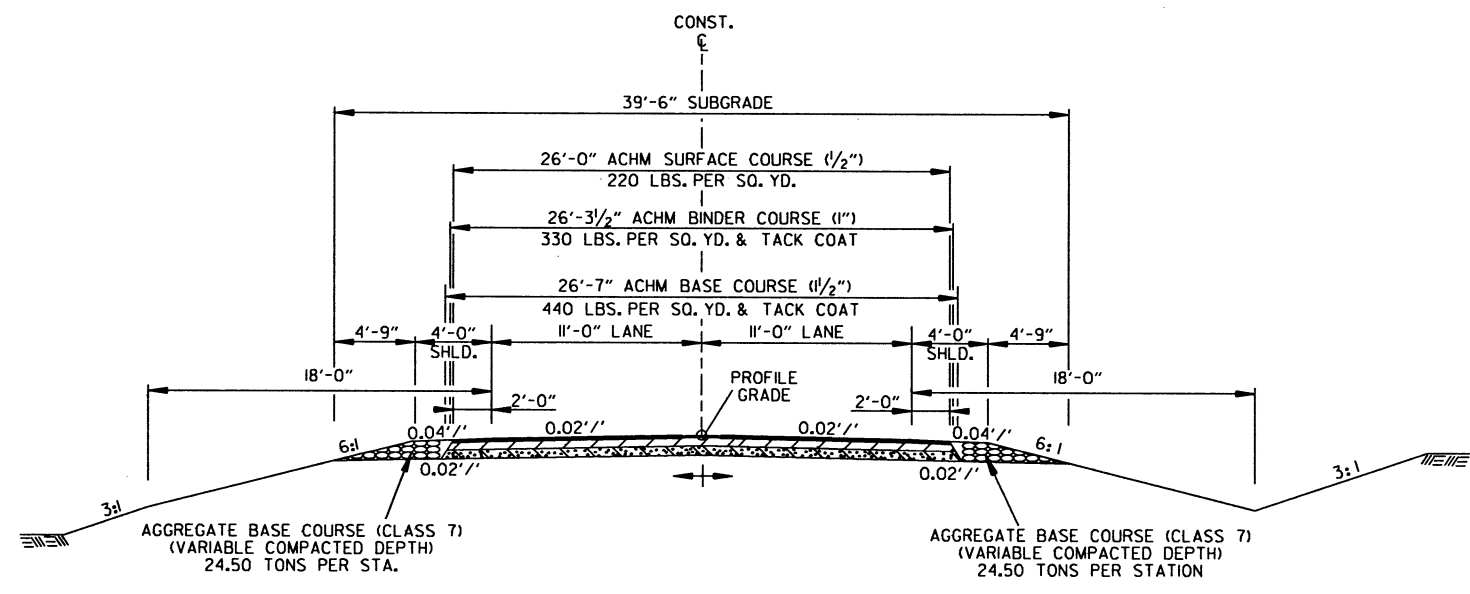 CONST.
℄
39'-6" SUBGRADE
26'-0" ACHM SURFACE COURSE (1/2")
220 LBS. PER SQ. YD.
26'-3 1/2" ACHM BINDER COURSE (1")
330 LBS. PER SQ. YD. & TACK COAT
26'-7" ACHM BASE COURSE (1 1/2")
440 LBS. PER SQ. YD. & TACK COAT
4'-9" 4'-0" 11'-0" LANE 11'-0" LANE 4'-0" 4'-9"
SHLD. SHLD.
18'-0" 18'-0"
PROFILE
GRADE
2'-0" 2'-0"
6:1 0.04'/' 0.02'/' 0.02'/' 0.04'/' 6:1
0.02'/' 0.02'/'
3:1 3:1
AGGREGATE BASE COURSE (CLASS 7)
(VARIABLE COMPACTED DEPTH)
24.50 TONS PER STA.
AGGREGATE BASE COURSE (CLASS 7)
(VARIABLE COMPACTED DEPTH)
24.50 TONS PER STATION